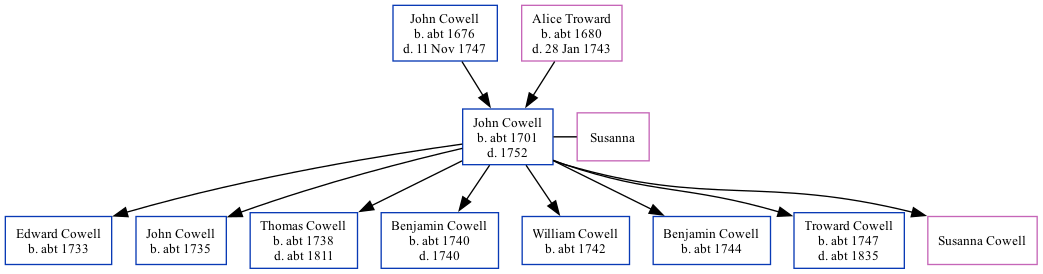 John Cowell
b. abt 1676
d. 11 Nov 1747
Alice Troward
b. abt 1680
d. 28 Jan 1743
John Cowell
b. abt 1701
d. 1752
Susanna
Edward Cowell
b. abt 1733
John Cowell
b. abt 1735
Thomas Cowell
b. abt 1738
d. abt 1811
Benjamin Cowell
b. abt 1740
d. 1740
William Cowell
b. abt 1742
Benjamin Cowell
b. abt 1744
Troward Cowell
b. abt 1747
d. abt 1835
Susanna Cowell